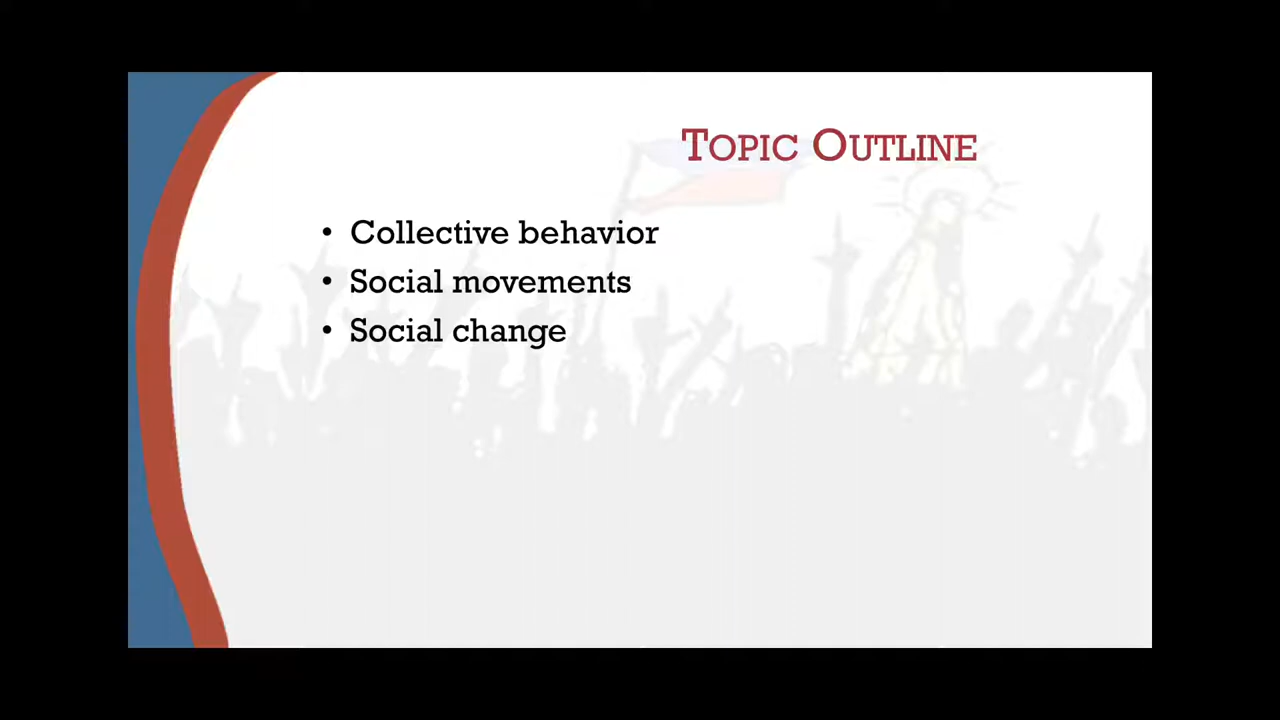 TOPIC OUTLINE
• Collective behavior
• Social movements
• Social change